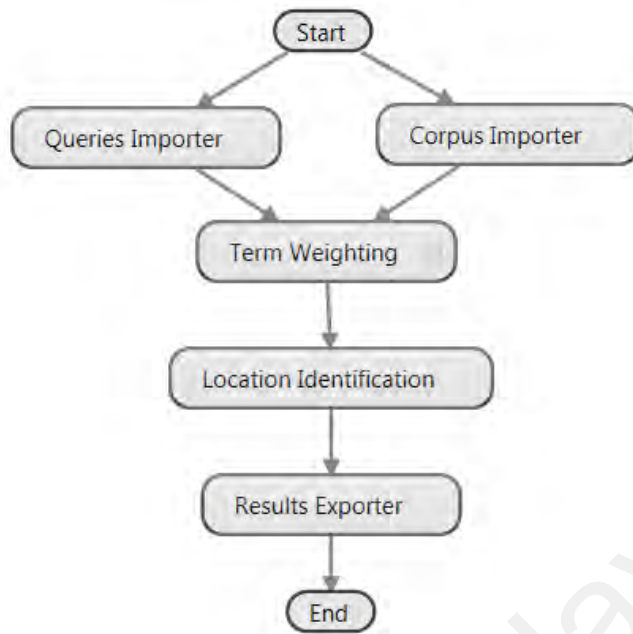 Start
Queries Importer
Corpus Importer
Term Weighting
Location Identification
Results Exporter
End